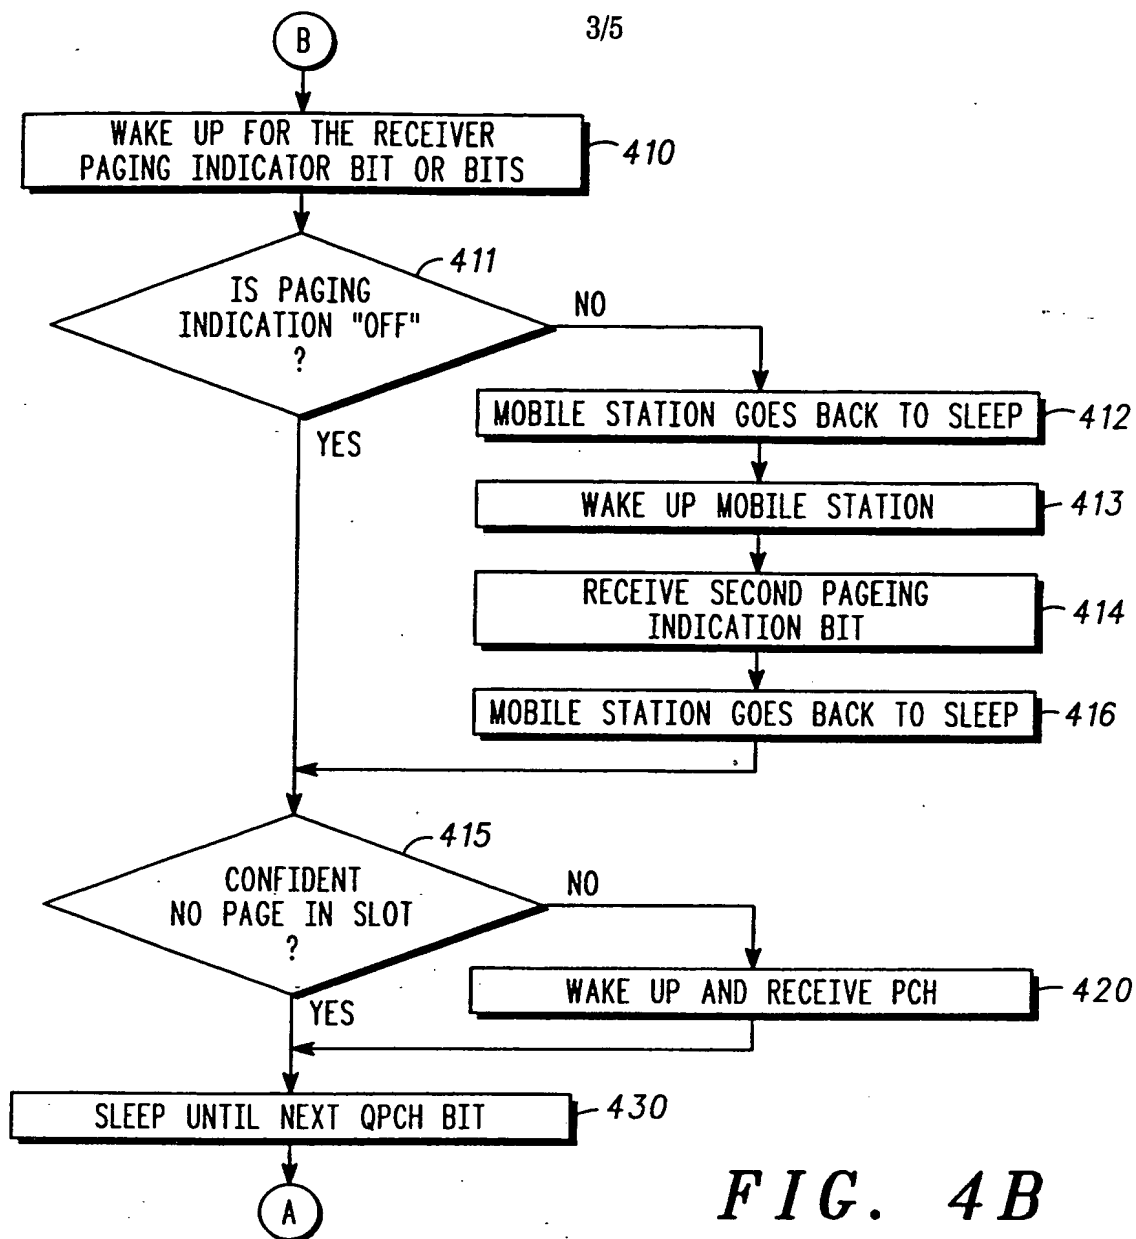 3/5
B
WAKE UP FOR THE RECEIVER
PAGING INDICATOR BIT OR BITS
410
411
IS PAGING
INDICATION "OFF"
?
NO
YES
MOBILE STATION GOES BACK TO SLEEP
412
WAKE UP MOBILE STATION
413
RECEIVE SECOND PAGEING
INDICATION BIT
414
MOBILE STATION GOES BACK TO SLEEP
416
415
CONFIDENT
NO PAGE IN SLOT
?
NO
YES
WAKE UP AND RECEIVE PCH
420
SLEEP UNTIL NEXT QPCH BIT
430
A
FIG. 4B